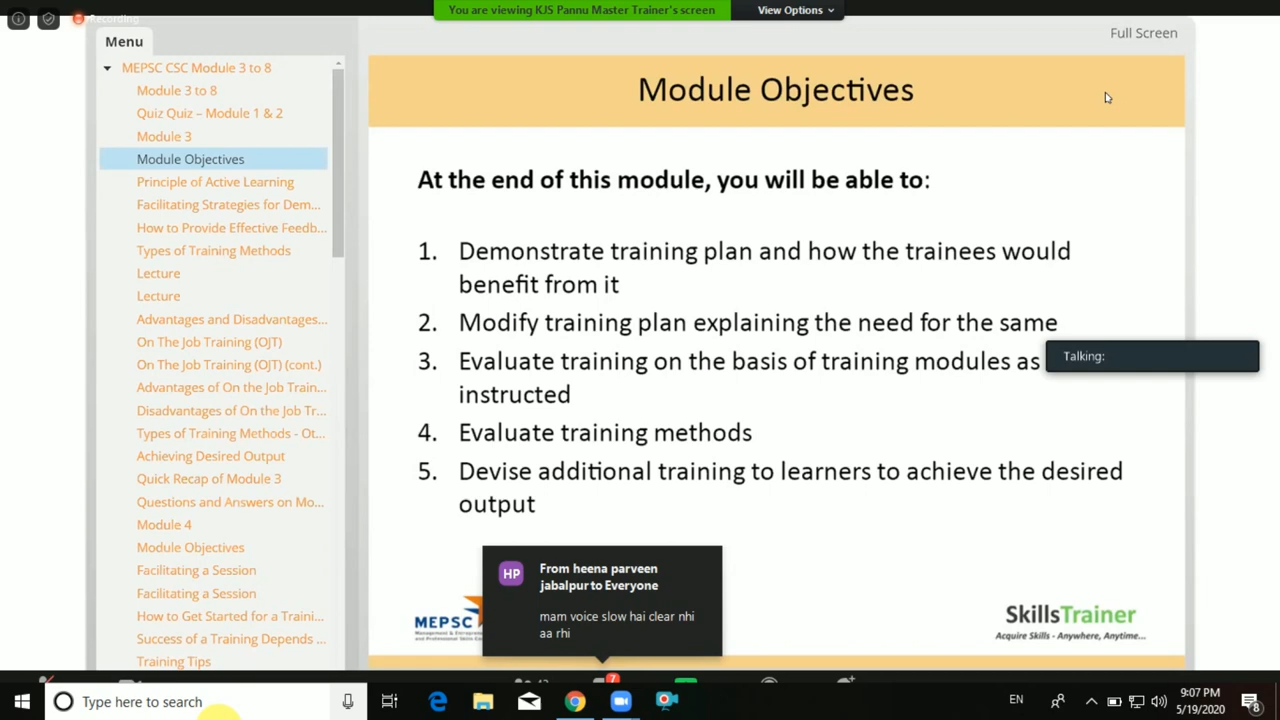 Recording
You are viewing KJS Pannu Master Trainer's screen
View Options
Full Screen
Menu
MEPSC CSC Module 3 to 8
Module 3 to 8
Quiz Quiz – Module 1 & 2
Module 3
Module Objectives
Principle of Active Learning
Facilitating Strategies for Dem...
How to Provide Effective Feedb...
Types of Training Methods
Lecture
Lecture
Advantages and Disadvantages...
On The Job Training (OJT)
On The Job Training (OJT) (cont.)
Advantages of On the Job Train...
Disadvantages of On the Job Tr...
Types of Training Methods - Ot...
Achieving Desired Output
Quick Recap of Module 3
Questions and Answers on Mo...
Module 4
Module Objectives
Facilitating a Session
Facilitating a Session
How to Get Started for a Traini...
Success of a Training Depends ...
Training Tips
Module Objectives
At the end of this module, you will be able to:
1. Demonstrate training plan and how the trainees would
benefit from it
2. Modify training plan explaining the need for the same
3. Evaluate training on the basis of training modules as
instructed
4. Evaluate training methods
5. Devise additional training to learners to achieve the desired
output
Talking:
HP
From heena parveen
jabalpur to Everyone
mam voice slow hai clear nhi
aa rhi
MEPSC
SkillsTrainer
Acquire Skills - Anywhere, Anytime...
7
Type here to search
EN
9:07 PM
5/19/2020
8